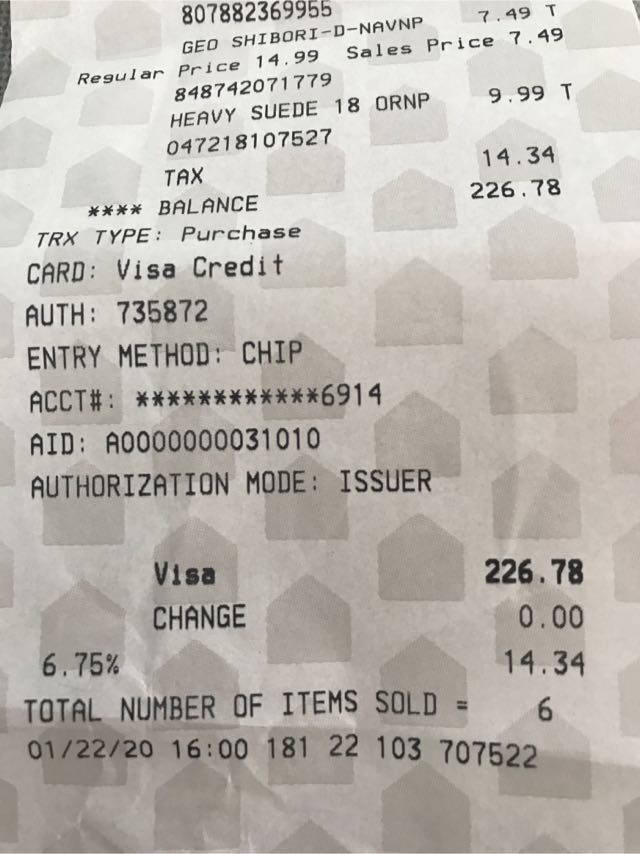 807882369955 7.49 T
GEO SHIBORI-D-NAVNP
Regular Price 14.99 Sales Price 7.49
848742071779
HEAVY SUEDE 18 ORNP 9.99 T
047218107527
TAX 14.34
**** BALANCE 226.78
TRX TYPE: Purchase
CARD: Visa Credit
AUTH: 735872
ENTRY METHOD: CHIP
ACCT#: ************6914
AID: A0000000031010
AUTHORIZATION MODE: ISSUER
Visa 226.78
CHANGE 0.00
6.75% 14.34
TOTAL NUMBER OF ITEMS SOLD = 6
01/22/20 16:00 181 22 103 707522